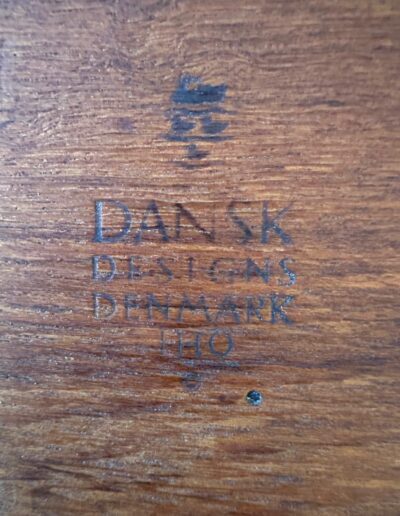 DANSK
DESIGNS
DENMARK
IHQ